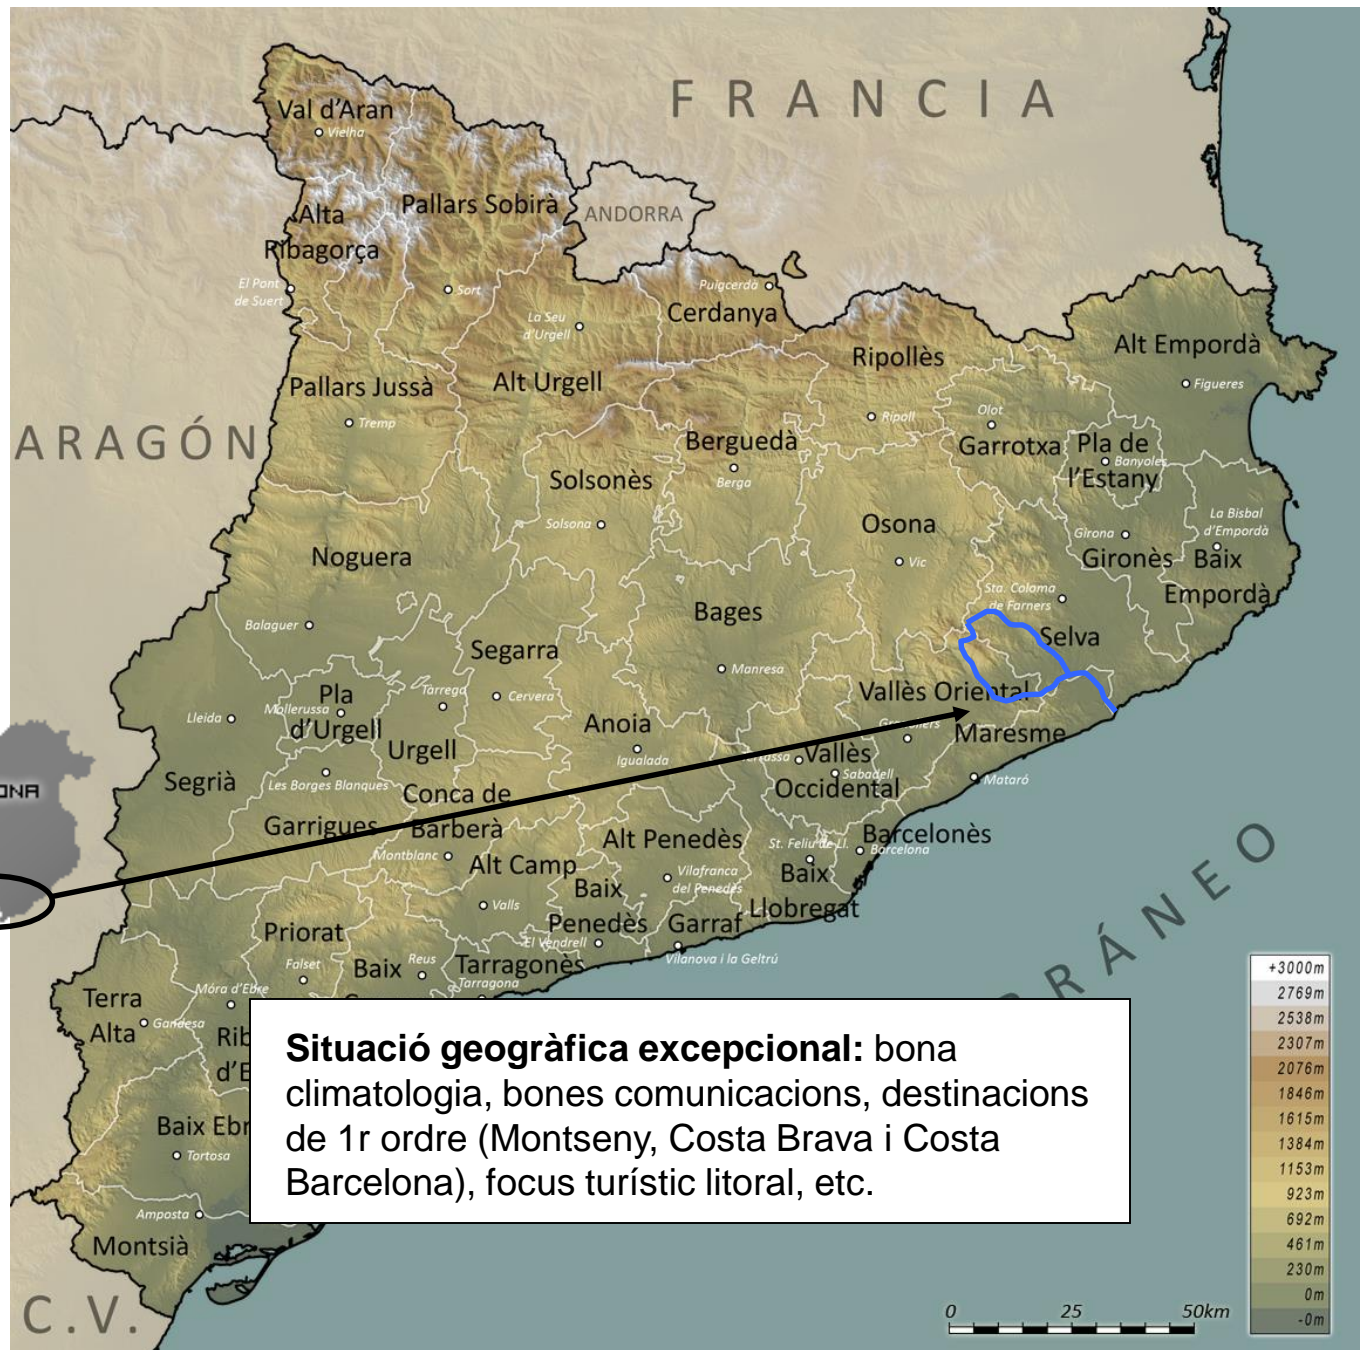 FRANCIA
Val d'Aran
Vielha
Pallars Sobirà
ANDORRA
Alta
Ribagorça
El Pont
de Suert
Sort
La Seu
d'Urgell
Puigcerdà
Cerdanya
Ripollès
Alt Empordà
Figueres
Pallars Jussà
Alt Urgell
Tremp
Ripoll
Olot
ARAGÓN
Berguedà
Berga
Garrotxa
Pla de
l'Estany
Banyoles
Solsonès
Solsona
Osona
Vic
La Bisbal
d'Empordà
Girona
Gironès
Baix
Empordà
Noguera
Balaguer
Bages
Manresa
Sta. Coloma
de Farners
Selva
Segarra
Cervera
Tàrrega
Pla
d'Urgell
Mollerussa
Lleida
Urgell
Anoia
Igualada
Vallès Oriental
Maresme
Mataró
Vallès
Occidental
Sabadell
Segrià
Les Borges Blanques
Garrigues
Conca de
Barberà
Montblanc
Alt Camp
Valls
Alt Penedès
Vilafranca
del Penedès
St. Feliu de Ll.
Barcelonès
Barcelona
Baix
Llobregat
Baix
Penedès
El Vendrell
Garraf
Vilanova i la Geltrú
Priorat
Falset
Baix
Reus
Tarragonès
Tarragona
Móra d'Ebre
Terra
Alta
Gandesa
Rib
d'E
RÁNEO
Situació geogràfica excepcional: bona
climatologia, bones comunicacions, destinacions
de 1r ordre (Montseny, Costa Brava i Costa
Barcelona), focus turístic litoral, etc.
Baix Ebr
Tortosa
Amposta
Montsià
C.V.
+3000m
2769m
2538m
2307m
2076m
1846m
1615m
1384m
1153m
923m
692m
461m
230m
0m
-0m
0 25 50km